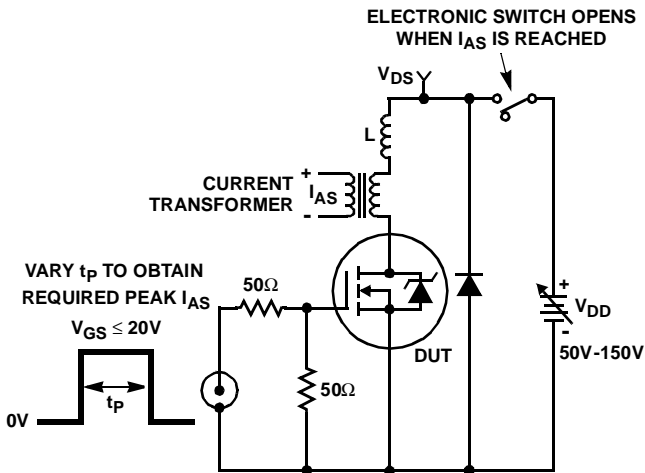 ELECTRONIC SWITCH OPENS
WHEN IAS IS REACHED
VDS
L
+
CURRENT
TRANSFORMER
IAS
-
VARY tP TO OBTAIN
REQUIRED PEAK IAS
50Ω
VGS ≤ 20V
DUT
+
VDD
-
50V-150V
50Ω
tP
0V